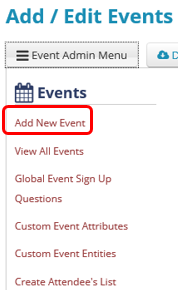 Add / Edit Events
Event Admin Menu
D
Events
Add New Event
View All Events
Global Event Sign Up
Questions
Custom Event Attributes
Custom Event Entities
Create Attendee's List